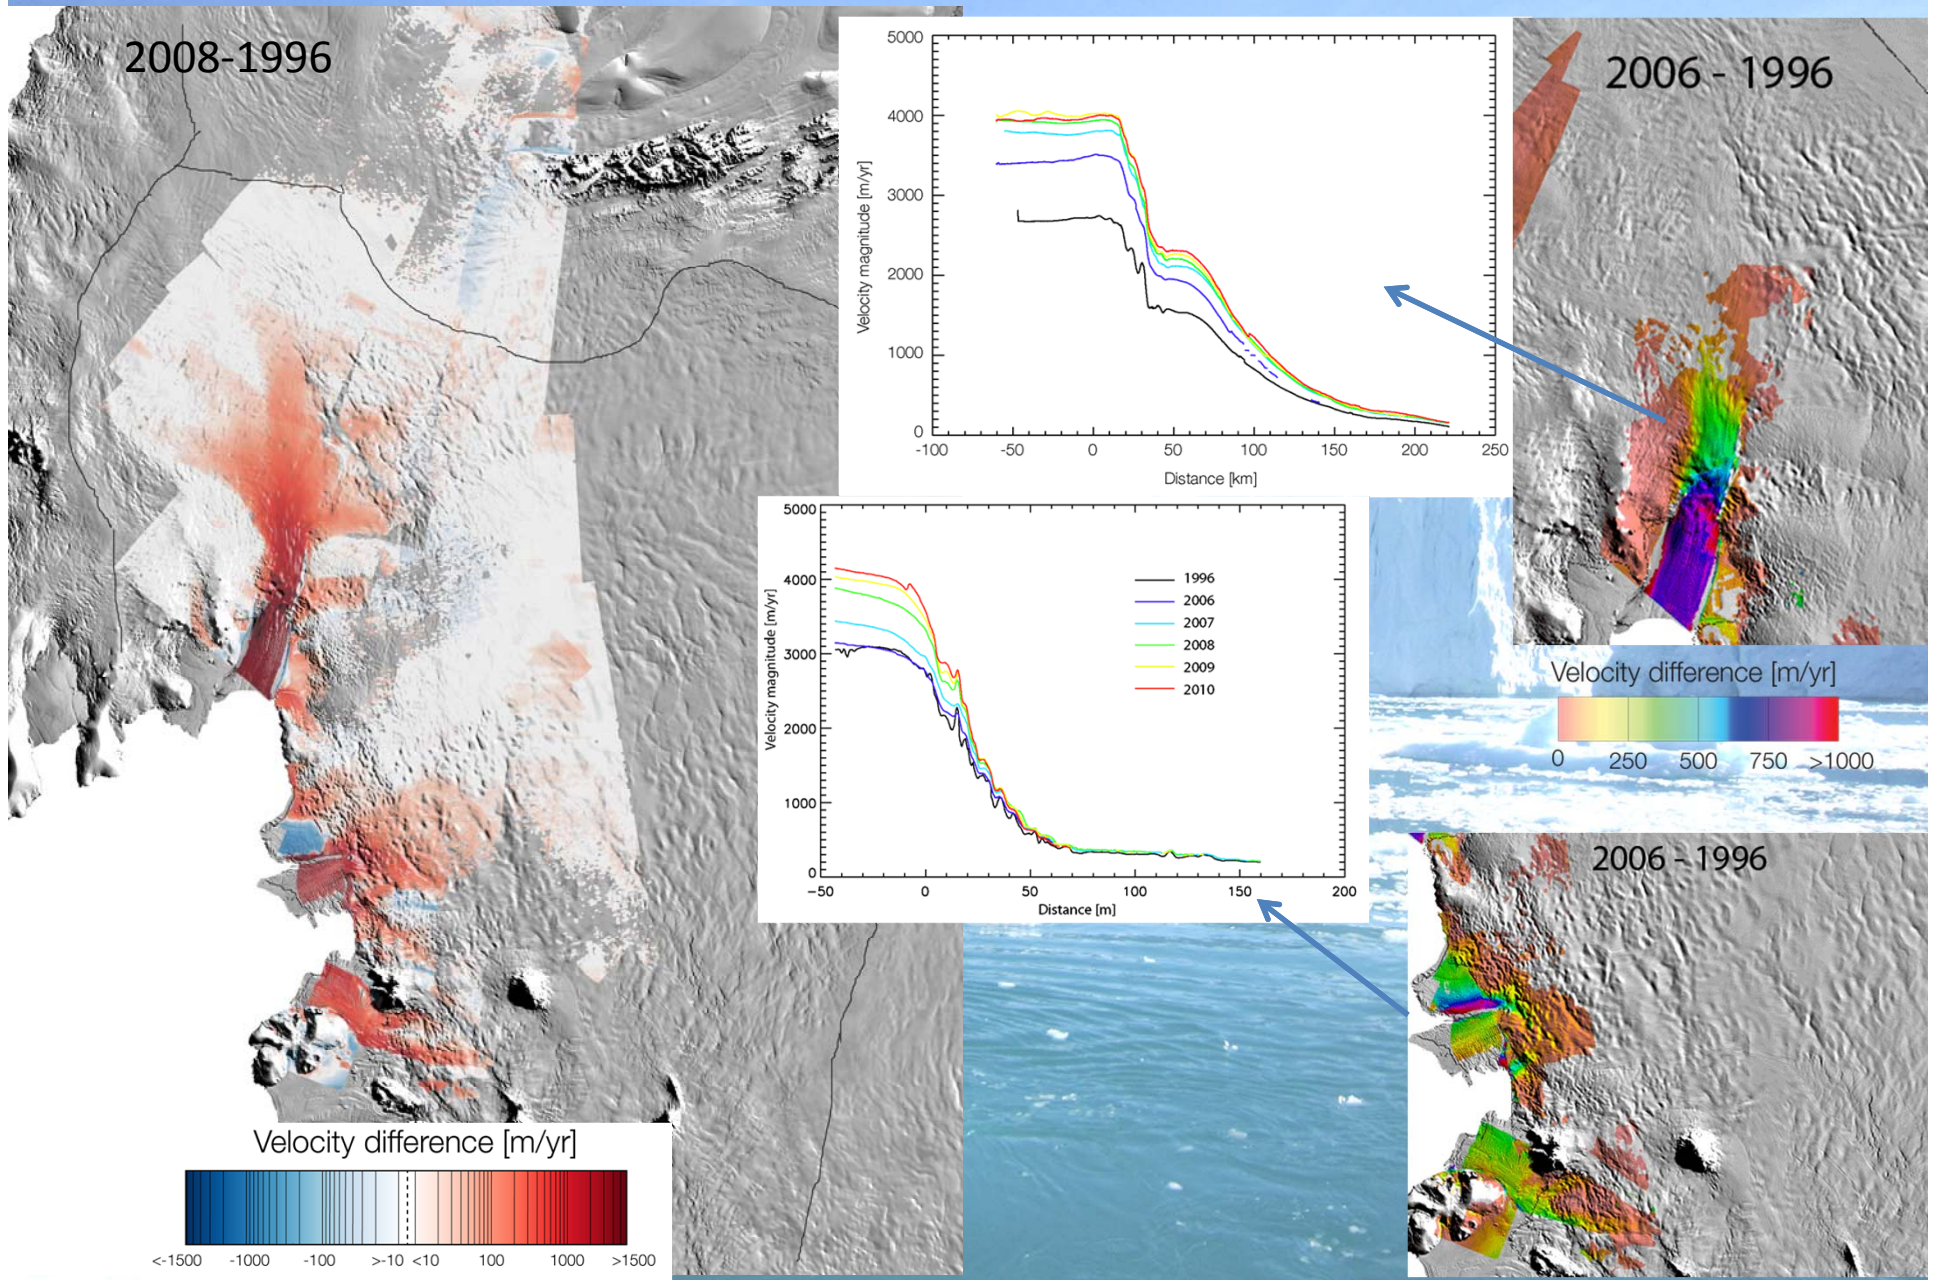 2008-1996
5000
4000
3000
2000
1000
0
Velocity magnitude [m/yr]
-100 -50 0 50 100 150 200 250
Distance [km]
2006 - 1996
5000
4000
3000
2000
1000
0
Velocity magnitude [m/yr]
1996
2006
2007
2008
2009
2010
−50 0 50 100 150 200
Distance [m]
Velocity difference [m/yr]
0 250 500 750 >1000
2006 - 1996
Velocity difference [m/yr]
<-1500 -1000 -100 >-10 <10 100 1000 >1500